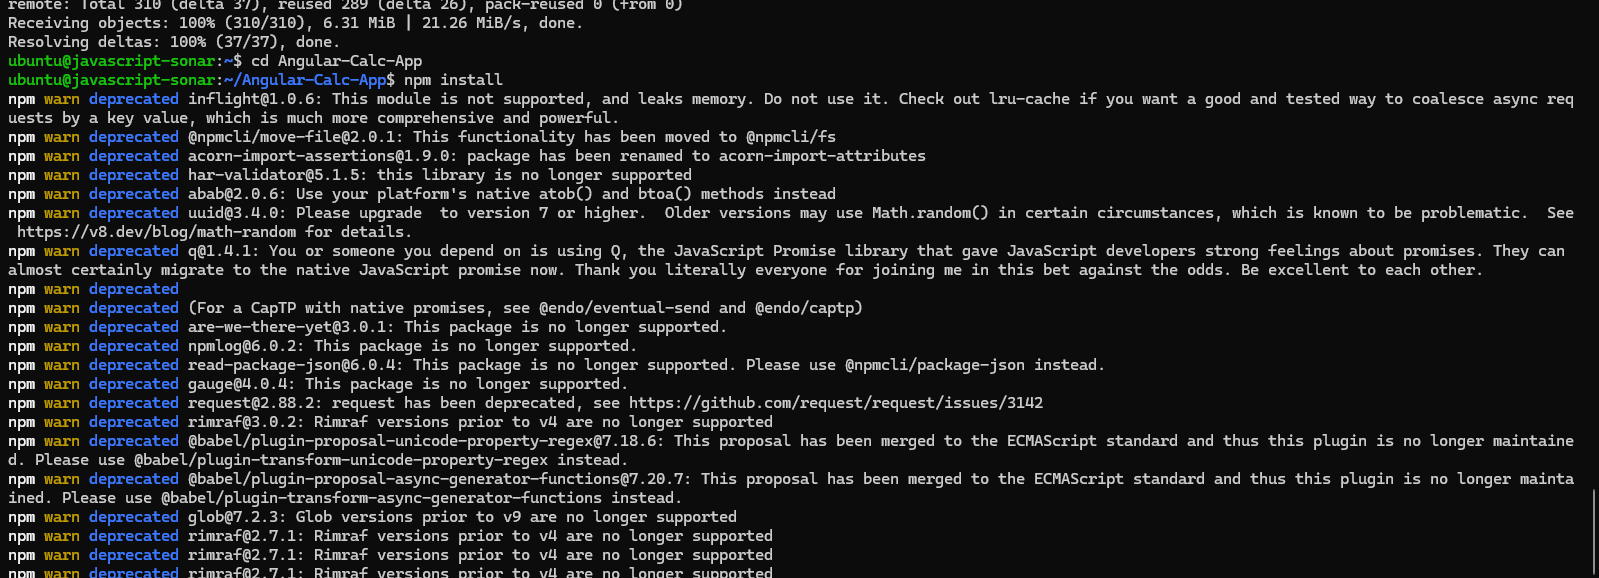 remote: Total 310 (delta 37), reused 289 (delta 26), pack-reused 0 (from 0)
Receiving objects: 100% (310/310), 6.31 MiB | 21.26 MiB/s, done.
Resolving deltas: 100% (37/37), done.
ubuntu@javascript-sonar:~$ cd Angular-Calc-App
ubuntu@javascript-sonar:~/Angular-Calc-App$ npm install
npm warn deprecated inflight@1.0.6: This module is not supported, and leaks memory. Do not use it. Check out lru-cache if you want a good and tested way to coalesce async req
uests by a key value, which is much more comprehensive and powerful.
npm warn deprecated @npmcli/move-file@2.0.1: This functionality has been moved to @npmcli/fs
npm warn deprecated acorn-import-assertions@1.9.0: package has been renamed to acorn-import-attributes
npm warn deprecated har-validator@5.1.5: this library is no longer supported
npm warn deprecated abab@2.0.6: Use your platform's native atob() and btoa() methods instead
npm warn deprecated uuid@3.4.0: Please upgrade  to version 7 or higher.  Older versions may use Math.random() in certain circumstances, which is known to be problematic.  See
 https://v8.dev/blog/math-random for details.
npm warn deprecated q@1.4.1: You or someone you depend on is using Q, the JavaScript Promise library that gave JavaScript developers strong feelings about promises. They can
almost certainly migrate to the native JavaScript promise now. Thank you literally everyone for joining me in this bet against the odds. Be excellent to each other.
npm warn deprecated
npm warn deprecated (For a CapTP with native promises, see @endo/eventual-send and @endo/captp)
npm warn deprecated are-we-there-yet@3.0.1: This package is no longer supported.
npm warn deprecated npmlog@6.0.2: This package is no longer supported.
npm warn deprecated read-package-json@6.0.4: This package is no longer supported. Please use @npmcli/package-json instead.
npm warn deprecated gauge@4.0.4: This package is no longer supported.
npm warn deprecated request@2.88.2: request has been deprecated, see https://github.com/request/request/issues/3142
npm warn deprecated rimraf@3.0.2: Rimraf versions prior to v4 are no longer supported
npm warn deprecated @babel/plugin-proposal-unicode-property-regex@7.18.6: This proposal has been merged to the ECMAScript standard and thus this plugin is no longer maintaine
d. Please use @babel/plugin-transform-unicode-property-regex instead.
npm warn deprecated @babel/plugin-proposal-async-generator-functions@7.20.7: This proposal has been merged to the ECMAScript standard and thus this plugin is no longer mainta
ined. Please use @babel/plugin-transform-async-generator-functions instead.
npm warn deprecated glob@7.2.3: Glob versions prior to v9 are no longer supported
npm warn deprecated rimraf@2.7.1: Rimraf versions prior to v4 are no longer supported
npm warn deprecated rimraf@2.7.1: Rimraf versions prior to v4 are no longer supported
npm warn deprecated rimraf@2.7.1: Rimraf versions prior to v4 are no longer supported